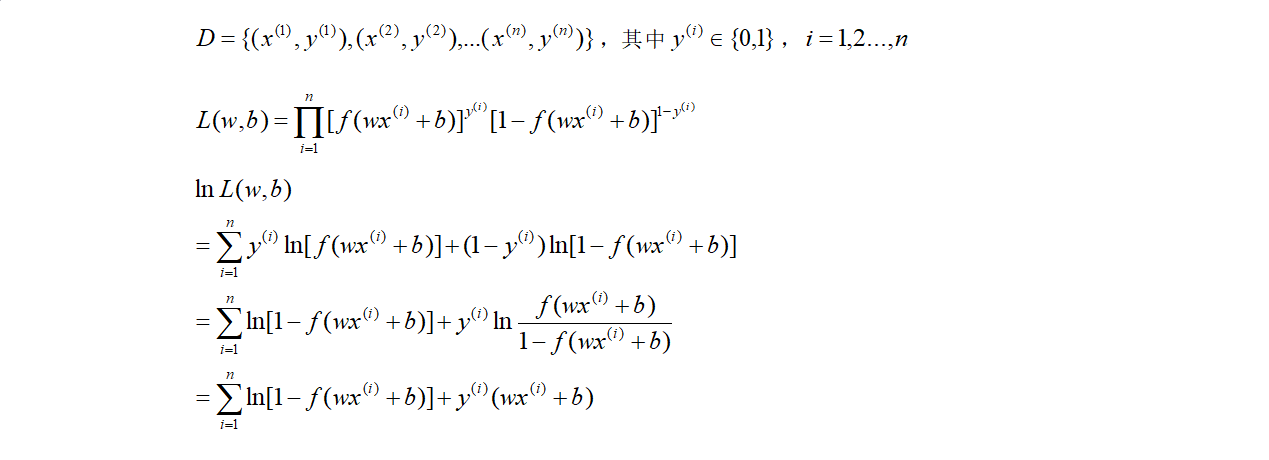 D = {(x^{(1)}, y^{(1)}), (x^{(2)}, y^{(2)}),...(x^{(n)}, y^{(n)})}，其中 y^{(i)} ∈ {0,1}，i = 1,2...,n
L(w,b) = ∏_{i=1}^{n} [f(wx^{(i)} + b)]^{y^{(i)}} [1 − f(wx^{(i)} + b)]^{1−y^{(i)}}
ln L(w,b)
= ∑_{i=1}^{n} y^{(i)} ln[f(wx^{(i)} + b)] + (1 − y^{(i)}) ln[1 − f(wx^{(i)} + b)]
= ∑_{i=1}^{n} ln[1 − f(wx^{(i)} + b)] + y^{(i)} ln \frac{f(wx^{(i)} + b)}{1 − f(wx^{(i)} + b)}
= ∑_{i=1}^{n} ln[1 − f(wx^{(i)} + b)] + y^{(i)} (wx^{(i)} + b)